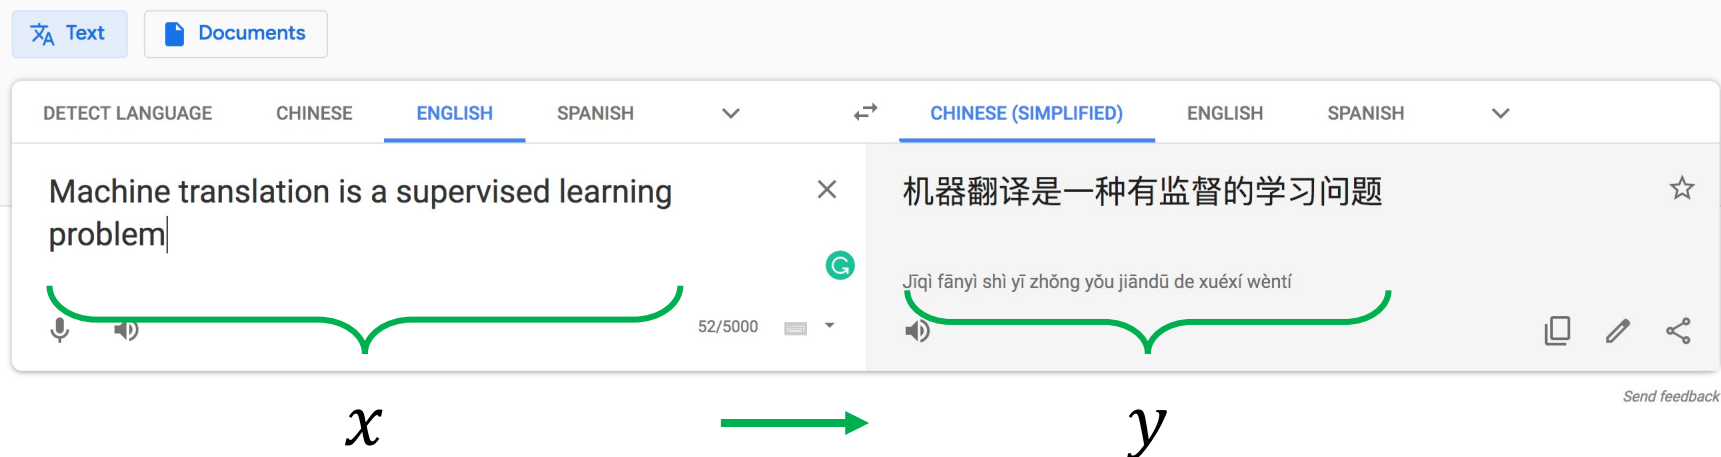 Text
Documents
DETECT LANGUAGE CHINESE ENGLISH SPANISH
CHINESE (SIMPLIFIED) ENGLISH SPANISH
Machine translation is a supervised learning
problem
52/5000
机器翻译是一种有监督的学习问题
Jīqì fānyì shì yī zhǒng yǒu jiāndū de xuéxí wèntí
Send feedback
x
y